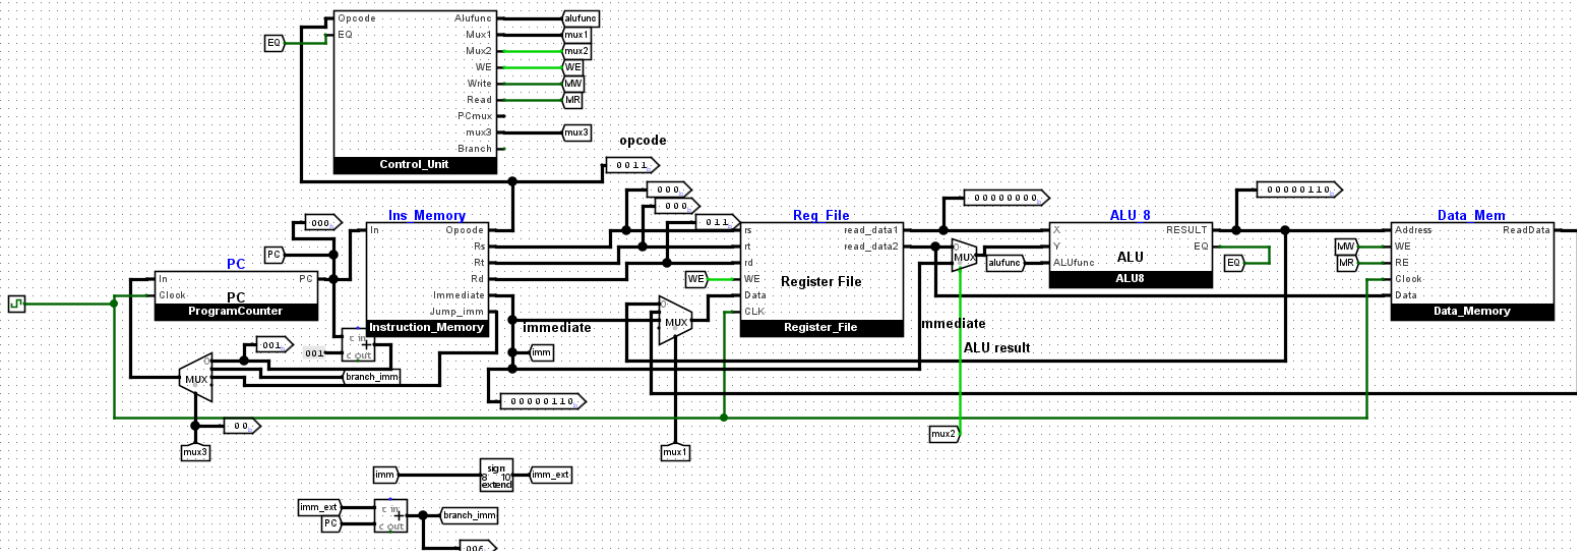 Opcode
EQ
Alufunc
Mux1
Mux2
WE
Write
Read
PCmux
mux3
Branch
Control_Unit
EQ
alufunc
mux1
mux2
WE
MW
MR
mux3
opcode
0011
000
000
011
00000000
00000110
Ins_Memory
In
Opcode
Rs
Rt
Rd
Immediate
Jump_imm
Instruction_Memory
000
PC
PC
In
PC
Clock
PC
ProgramCounter
001
001
c in
+
c out
MUX
0
branch_imm
00
mux3
immediate
imm
00000110
Reg_File
rs
rt
rd
WE
Data
CLK
read_data1
read_data2
Register File
Register_File
WE
0
MUX
mux1
0
MUX
mux2
immediate
ALU result
ALU_8
X
Y
ALUfunc
RESULT
EQ
ALU
ALU8
alufunc
EQ
Data_Mem
Address
WE
RE
Clock
Data
ReadData
Data_Memory
MW
MR
imm
sign
8 10
extend
imm_ext
imm_ext
PC
c in
+
c out
branch_imm
006